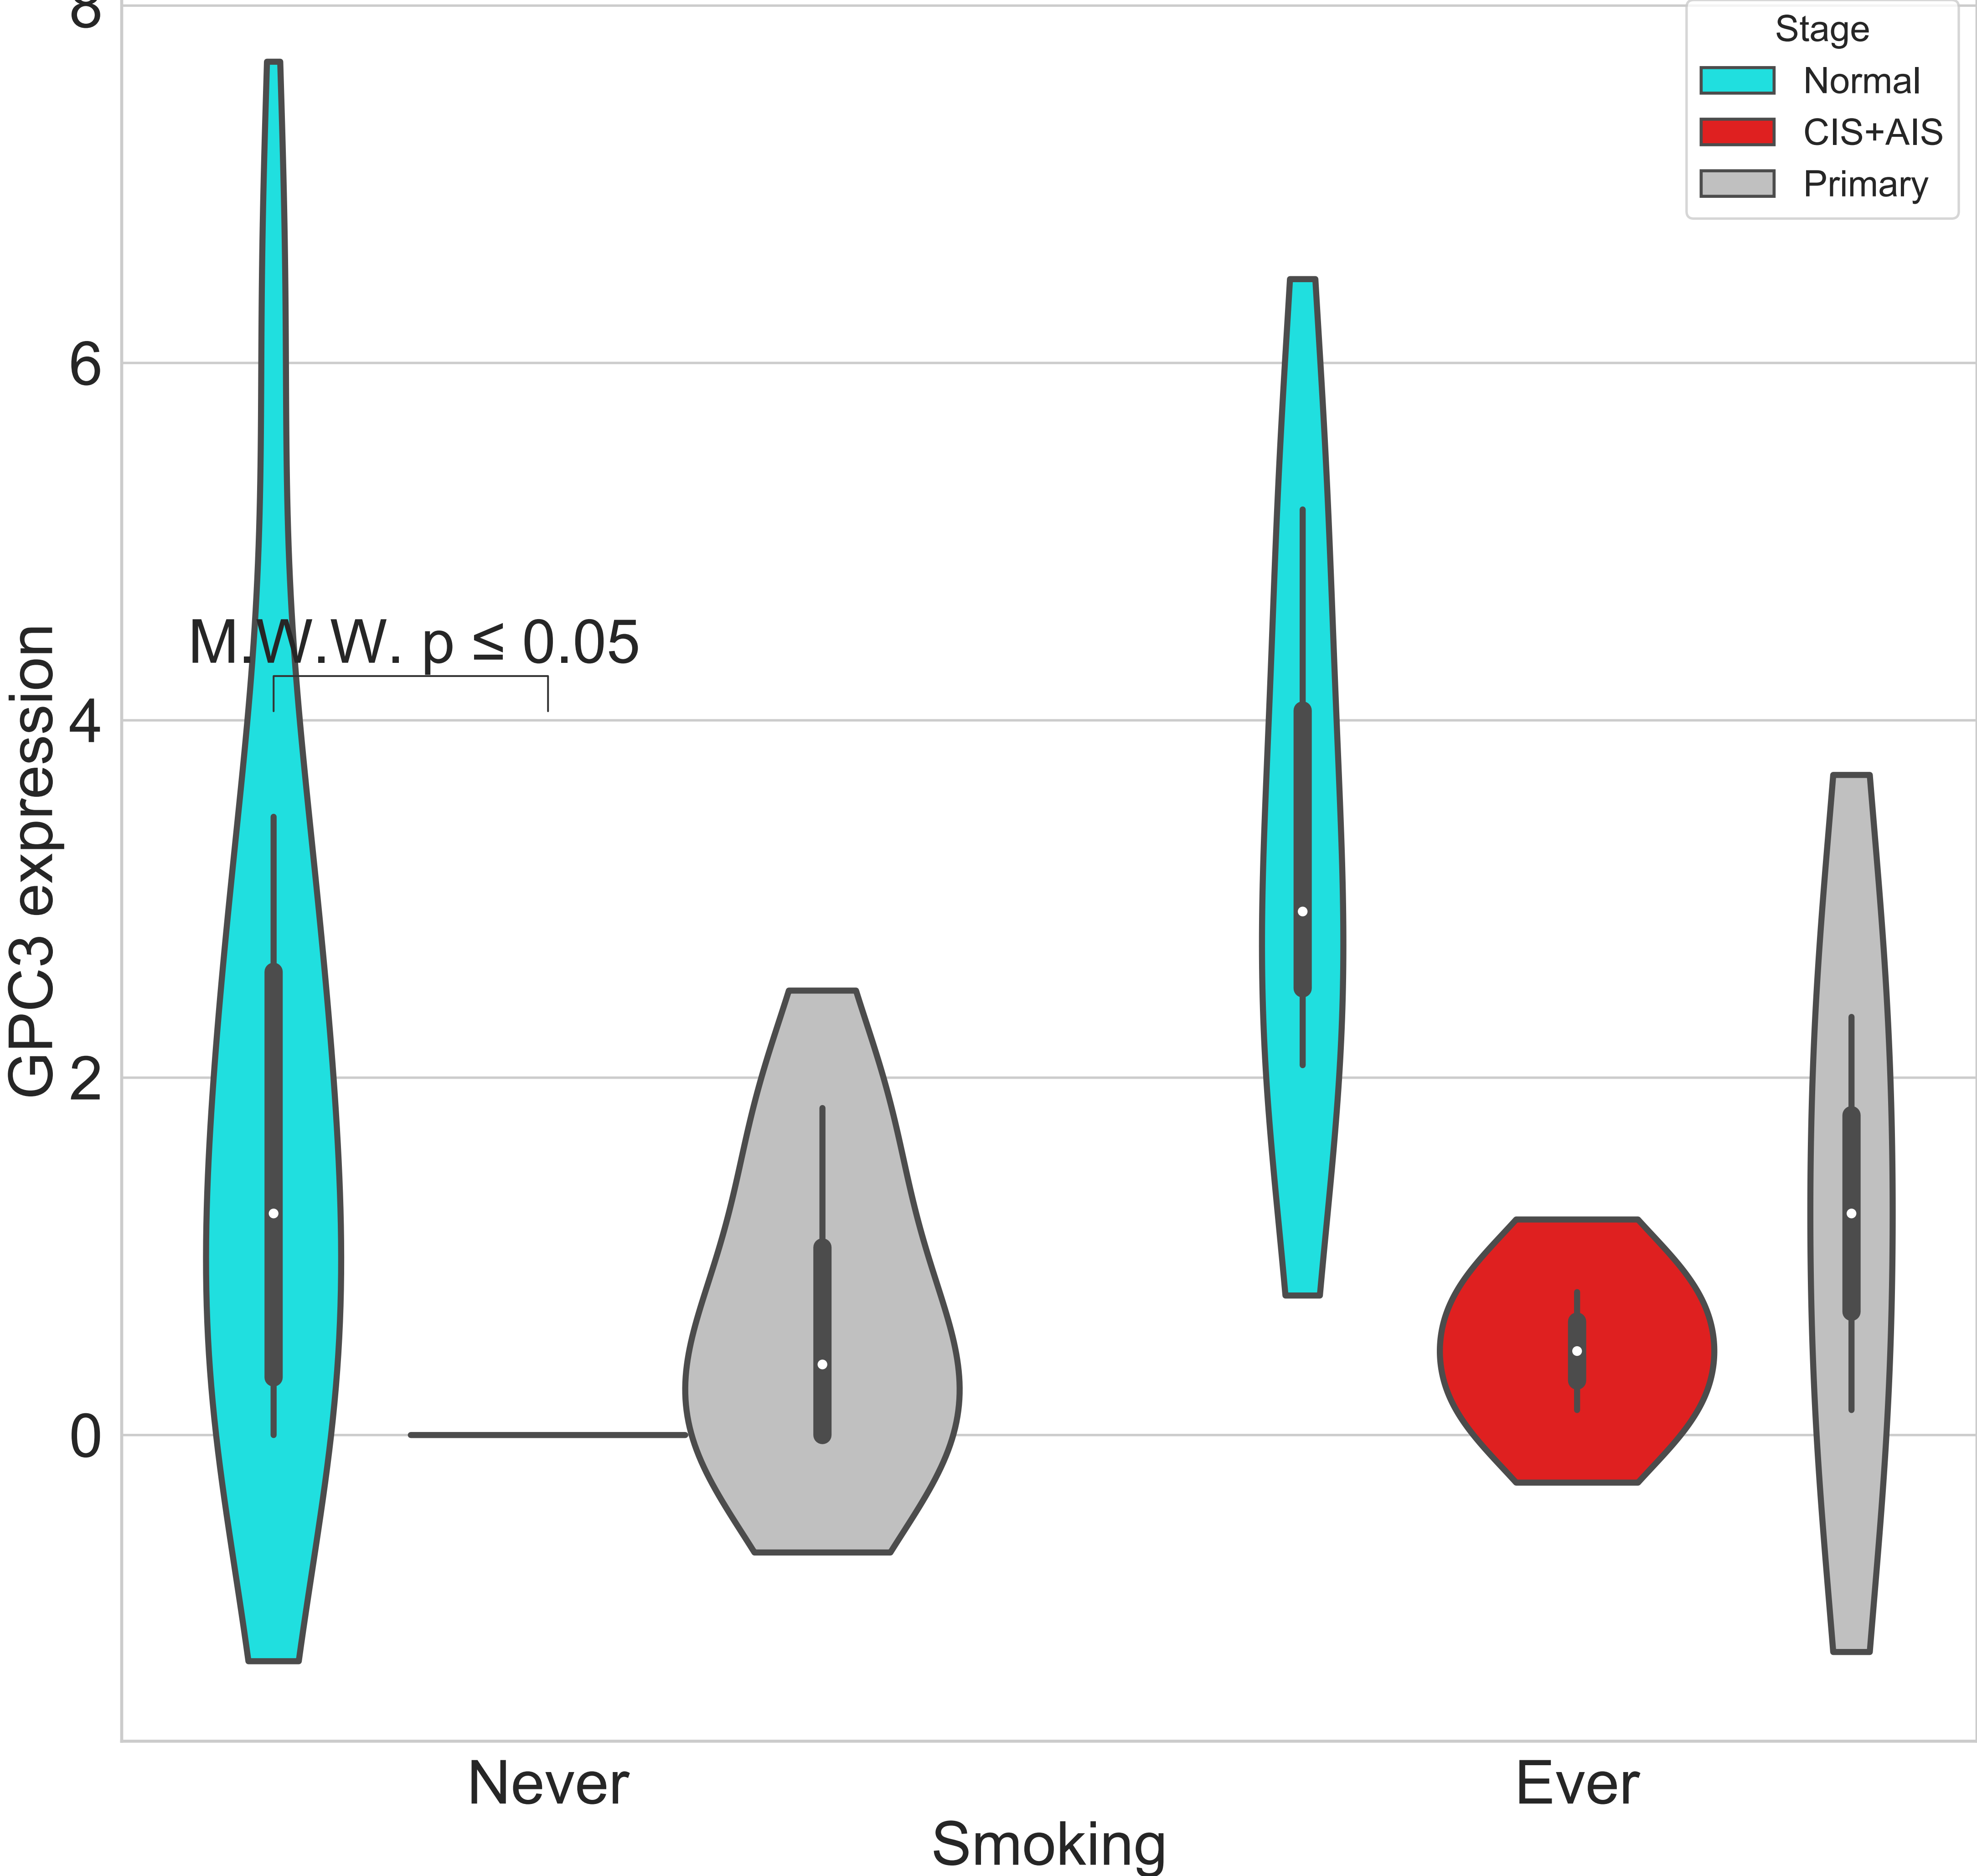 8
6
4
2
0
GPC3 expression
Stage
Normal
CIS+AIS
Primary
M.W.W. p ≤ 0.05
Never
Ever
Smoking